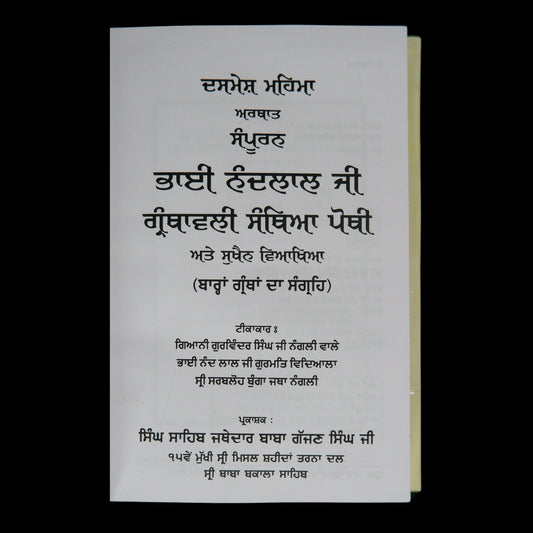 ਦਸਮੇਸ਼ ਮਹਿਮਾ
ਅਰਥਾਤ
ਸੰਪੂਰਨ
ਭਾਈ ਨੰਦਲਾਲ ਜੀ
ਗ੍ਰੰਥਾਵਲੀ ਸੰਥਿਆ ਪੋਥੀ
ਅਤੇ ਸੁਖੈਨ ਵਿਆਖਿਆ
(ਬਾਰ੍ਹਾਂ ਗ੍ਰੰਥਾਂ ਦਾ ਸੰਗ੍ਰਹਿ)
ਟੀਕਾਕਾਰ :
ਗਿਆਨੀ ਗੁਰਵਿੰਦਰ ਸਿੰਘ ਜੀ ਨੰਗਲੀ ਵਾਲੇ
ਭਾਈ ਨੰਦ ਲਾਲ ਜੀ ਗੁਰਮਤਿ ਵਿਦਿਆਲਾ
ਸ੍ਰੀ ਸਰਬਲੋਹ ਬੁੰਗਾ ਜਥਾ ਨੰਗਲੀ
ਪ੍ਰਕਾਸ਼ਕ :
ਸਿੰਘ ਸਾਹਿਬ ਜਥੇਦਾਰ ਬਾਬਾ ਗੱਜਣ ਸਿੰਘ ਜੀ
੧੫ਵੇਂ ਮੁੱਖੀ ਸ੍ਰੀ ਮਿਸਲ ਸ਼ਹੀਦਾਂ ਤਰਨਾ ਦਲ
ਸ੍ਰੀ ਬਾਬਾ ਬਕਾਲਾ ਸਾਹਿਬ